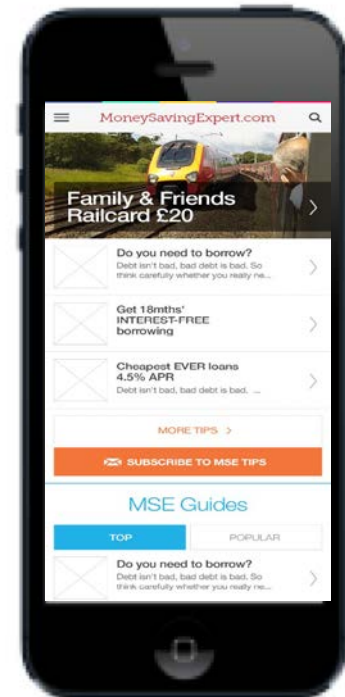 MoneySavingExpert.com
Family & Friends
Railcard £20
Do you need to borrow?
Debt isn't bad, bad debt is bad. So
think carefully whether you really ne...
Get 18mths'
INTEREST-FREE
borrowing
Cheapest EVER loans
4.5% APR
Debt isn't bad, bad debt is bad. ...
MORE TIPS >
SUBSCRIBE TO MSE TIPS
MSE Guides
TOP
POPULAR
Do you need to borrow?
Debt isn't bad, bad debt is bad. So
think carefully whether you really ne...